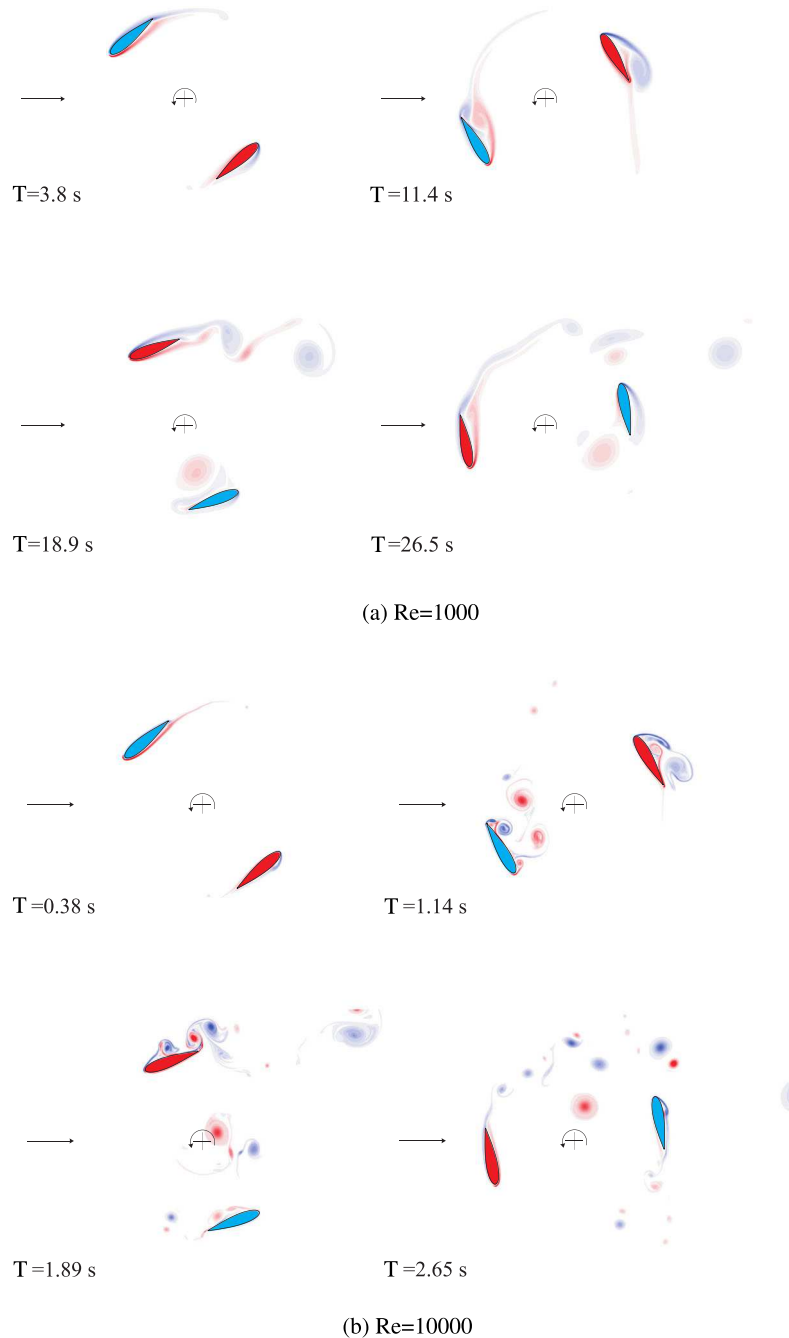 T=3.8 s
T=11.4 s
T=18.9 s
T=26.5 s
(a) Re=1000
T=0.38 s
T=1.14 s
T=1.89 s
T=2.65 s
(b) Re=10000